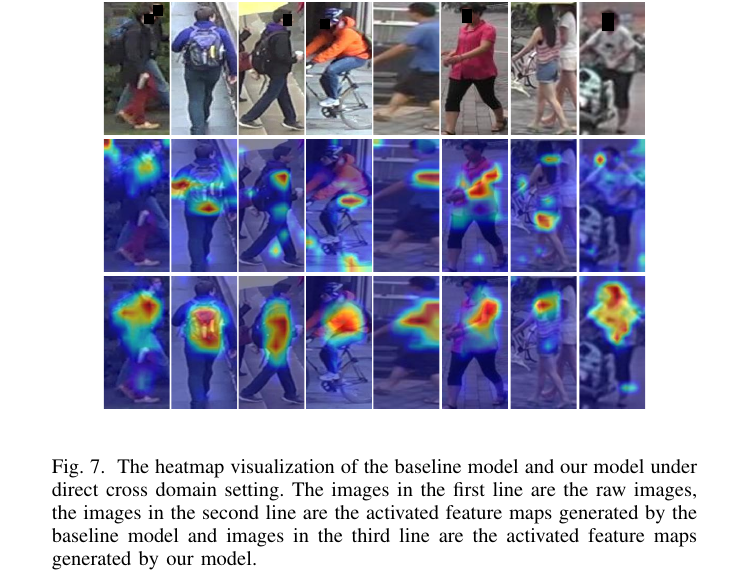 Fig. 7. The heatmap visualization of the baseline model and our model under
direct cross domain setting. The images in the first line are the raw images,
the images in the second line are the activated feature maps generated by the
baseline model and images in the third line are the activated feature maps
generated by our model.